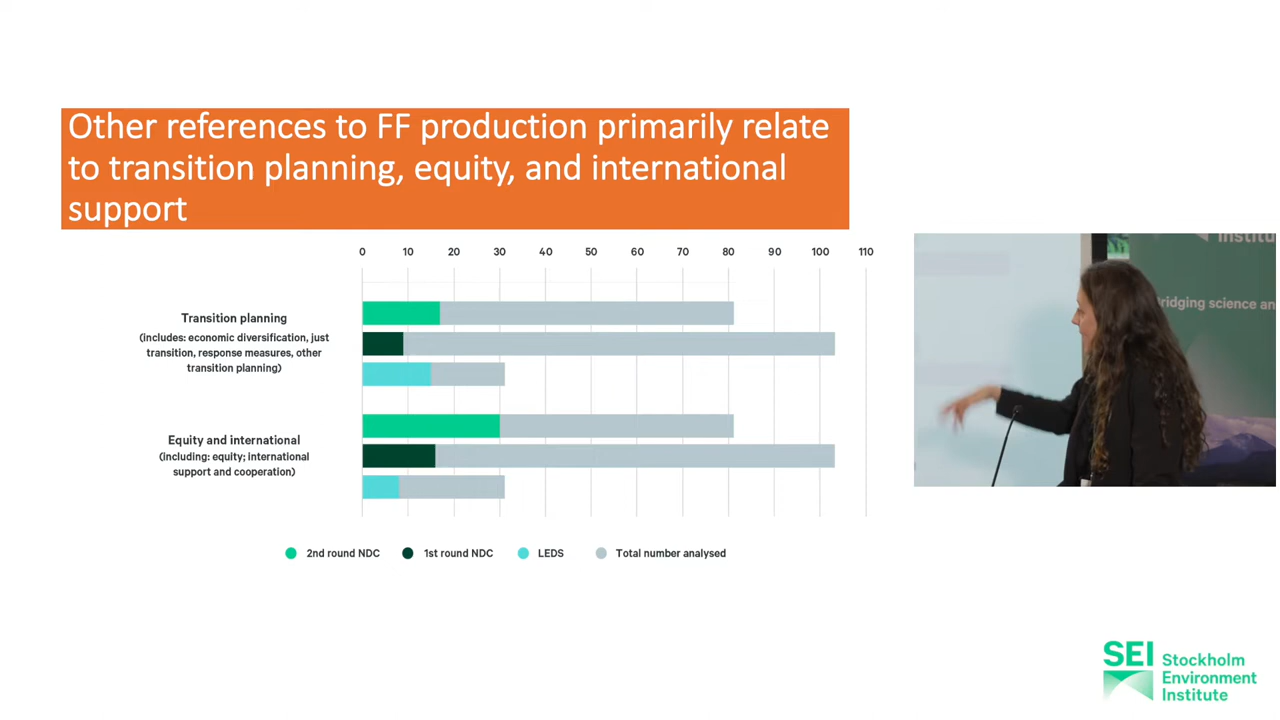 Other references to FF production primarily relate
to transition planning, equity, and international
support
0 10 20 30 40 50 60 70 80 90 100 110
Transition planning
(includes: economic diversification, just
transition, response measures, other
transition planning)
Equity and international
(including: equity; international
support and cooperation)
2nd round NDC 1st round NDC LEDS Total number analysed
Bridging science an
SEI Stockholm
Environment
Institute